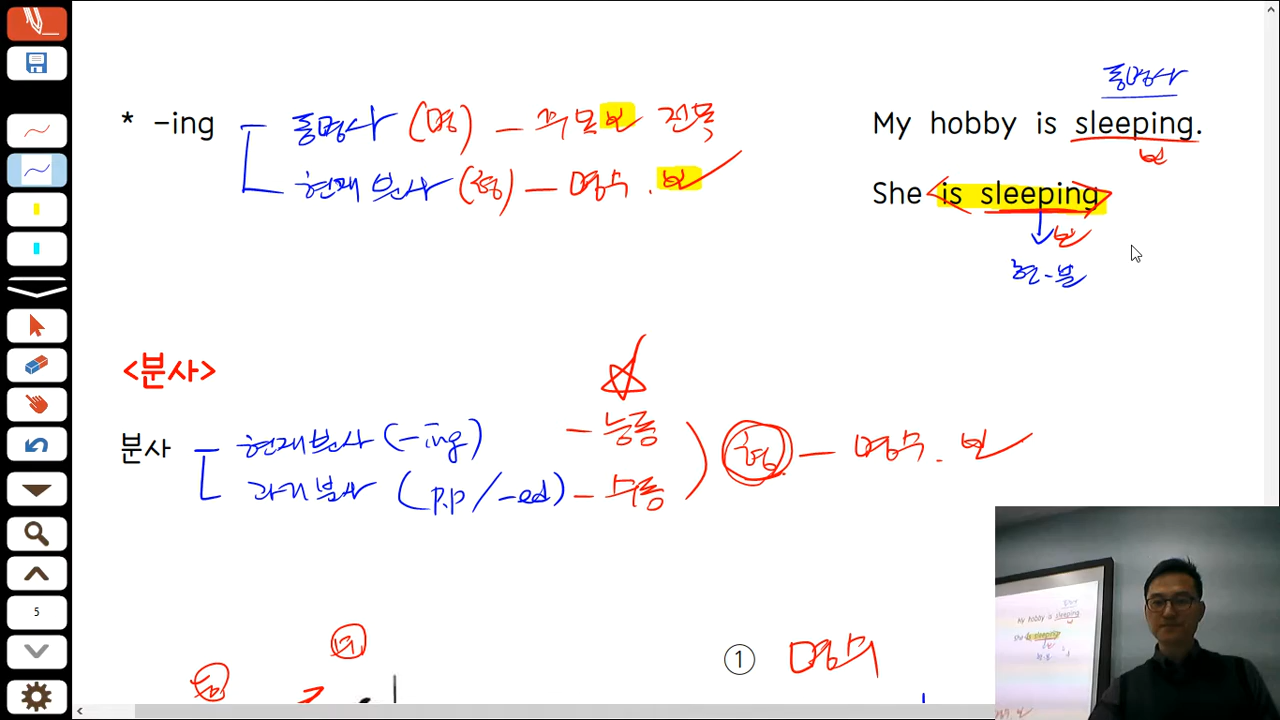 동명사
* -ing 동명사 (명) - 주목보 전목
My hobby is sleeping.
보
현재분사 (형) - 명수. 보
She is sleeping
보
현.분
<분사>
분사 현재분사 (-ing) - 능동
과거분사 (p.p/-ed) - 수동
형 - 명수. 보
5
① 명수